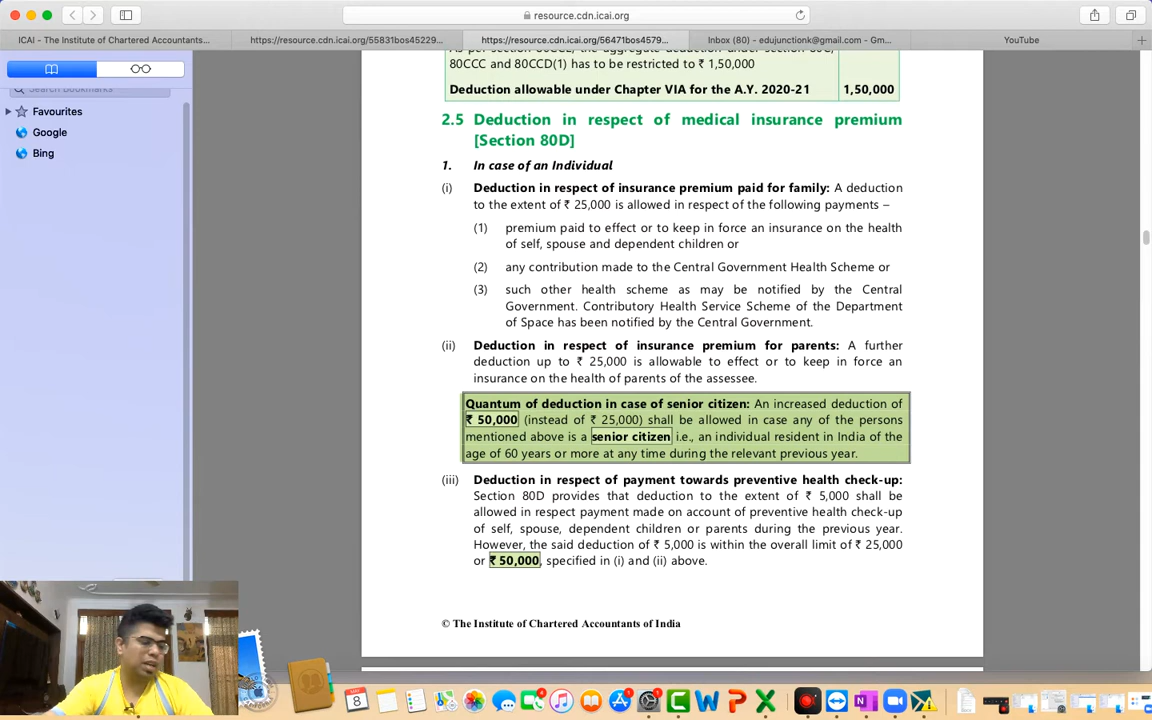 resource.cdn.icai.org
ICAI - The Institute of Chartered Accountants...
https://resource.cdn.icai.org/55831bos45229...
https://resource.cdn.icai.org/56471bos4579...
Inbox (80) - edujunctionk@gmail.com - Gm...
YouTube
Search Bookmarks
Favourites
Google
Bing
As per section 80CCE, the aggregate deduction under section 80C,
80CCC and 80CCD(1) has to be restricted to ₹ 1,50,000
Deduction allowable under Chapter VIA for the A.Y. 2020-21 1,50,000
2.5 Deduction in respect of medical insurance premium
[Section 80D]
1. In case of an Individual
(i) Deduction in respect of insurance premium paid for family: A deduction
to the extent of ₹ 25,000 is allowed in respect of the following payments –
(1) premium paid to effect or to keep in force an insurance on the health
of self, spouse and dependent children or
(2) any contribution made to the Central Government Health Scheme or
(3) such other health scheme as may be notified by the Central
Government. Contributory Health Service Scheme of the Department
of Space has been notified by the Central Government.
(ii) Deduction in respect of insurance premium for parents: A further
deduction up to ₹ 25,000 is allowable to effect or to keep in force an
insurance on the health of parents of the assessee.
Quantum of deduction in case of senior citizen: An increased deduction of
₹ 50,000 (instead of ₹ 25,000) shall be allowed in case any of the persons
mentioned above is a senior citizen i.e., an individual resident in India of the
age of 60 years or more at any time during the relevant previous year.
(iii) Deduction in respect of payment towards preventive health check-up:
Section 80D provides that deduction to the extent of ₹ 5,000 shall be
allowed in respect payment made on account of preventive health check-up
of self, spouse, dependent children or parents during the previous year.
However, the said deduction of ₹ 5,000 is within the overall limit of ₹ 25,000
or ₹ 50,000, specified in (i) and (ii) above.
© The Institute of Chartered Accountants of India
8